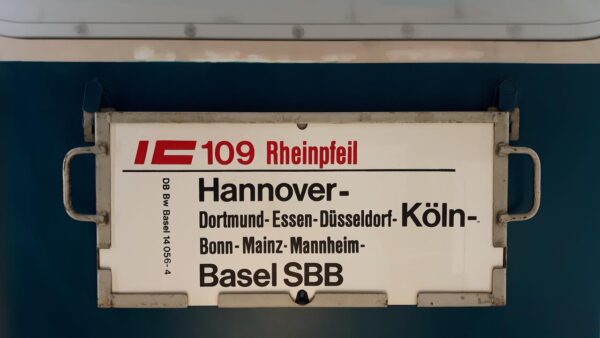 IC 109 Rheinpfeil
Hannover-
Dortmund-Essen-Düsseldorf-Köln-
Bonn-Mainz-Mannheim-
Basel SBB
DB Bw Basel 14 056-4